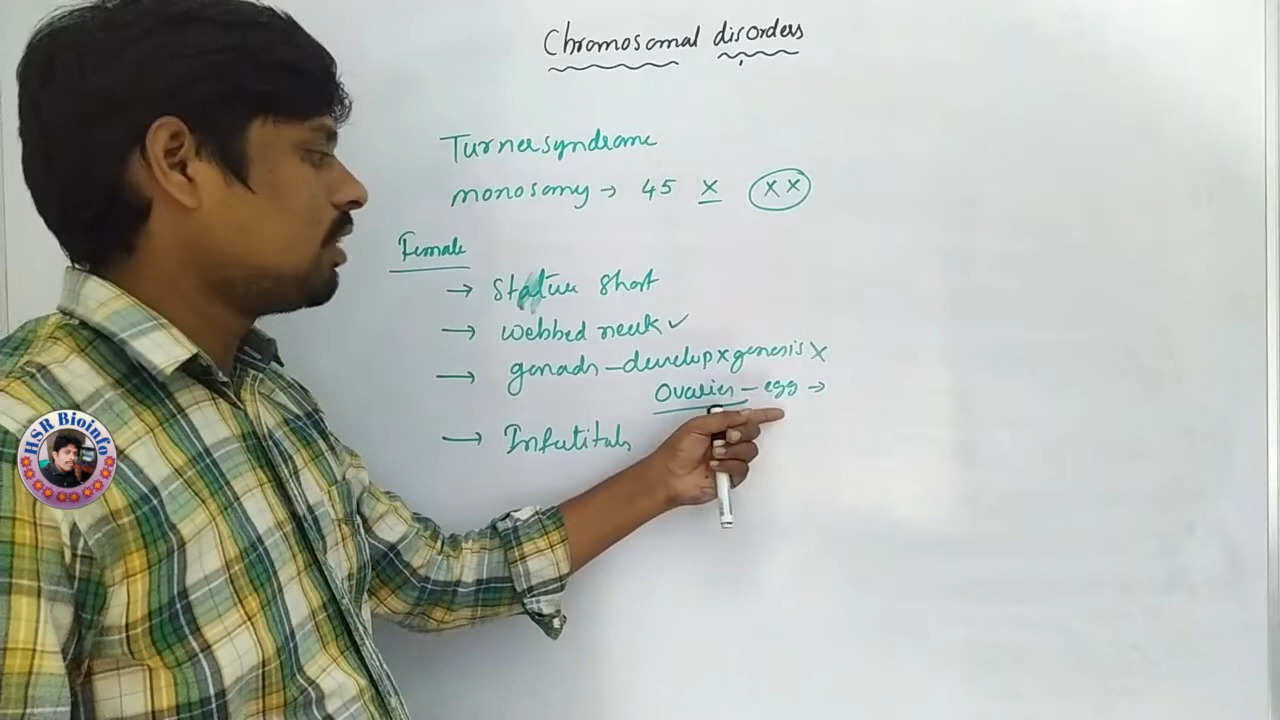 Chromosomal disorders
Turner syndrome
monosomy → 45 X XX
Female
→ Stature short
→ webbed neck ✓
→ gonads - develop x genesis x
Ovaries - egg →
→ Infertitals
HSR Bioinfo